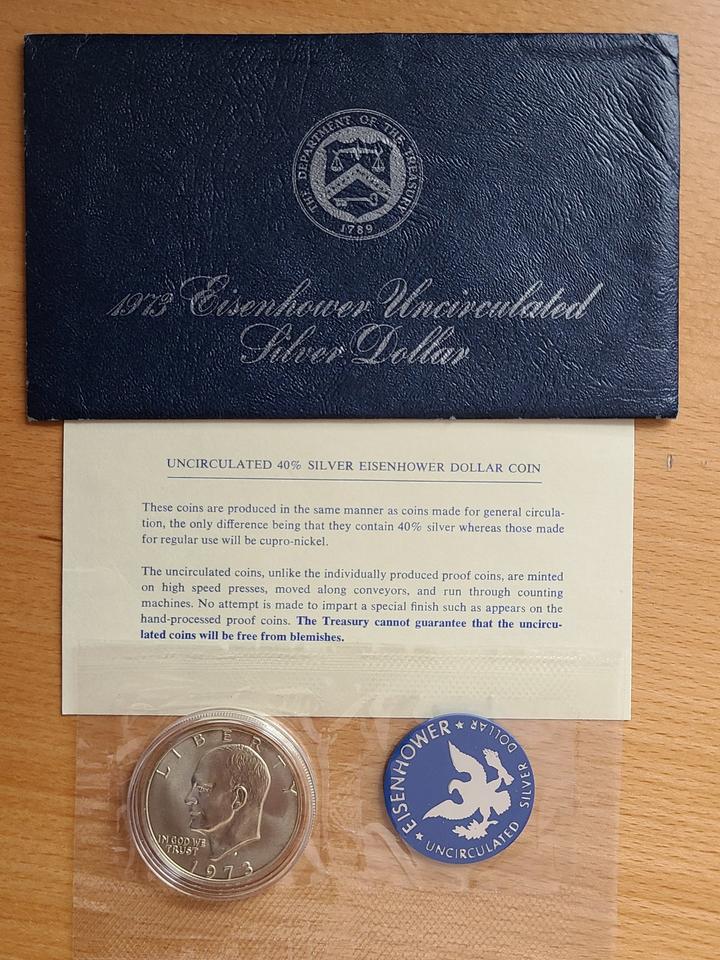 THE DEPARTMENT OF THE TREASURY
1789
1973 Eisenhower Uncirculated
Silver Dollar
UNCIRCULATED 40% SILVER EISENHOWER DOLLAR COIN
These coins are produced in the same manner as coins made for general circula-
tion, the only difference being that they contain 40% silver whereas those made
for regular use will be cupro-nickel.
The uncirculated coins, unlike the individually produced proof coins, are minted
on high speed presses, moved along conveyors, and run through counting
machines. No attempt is made to impart a special finish such as appears on the
hand-processed proof coins. The Treasury cannot guarantee that the uncircu-
lated coins will be free from blemishes.
LIBERTY
IN GOD WE
TRUST
1973
EISENHOWER
UNCIRCULATED SILVER DOLLAR